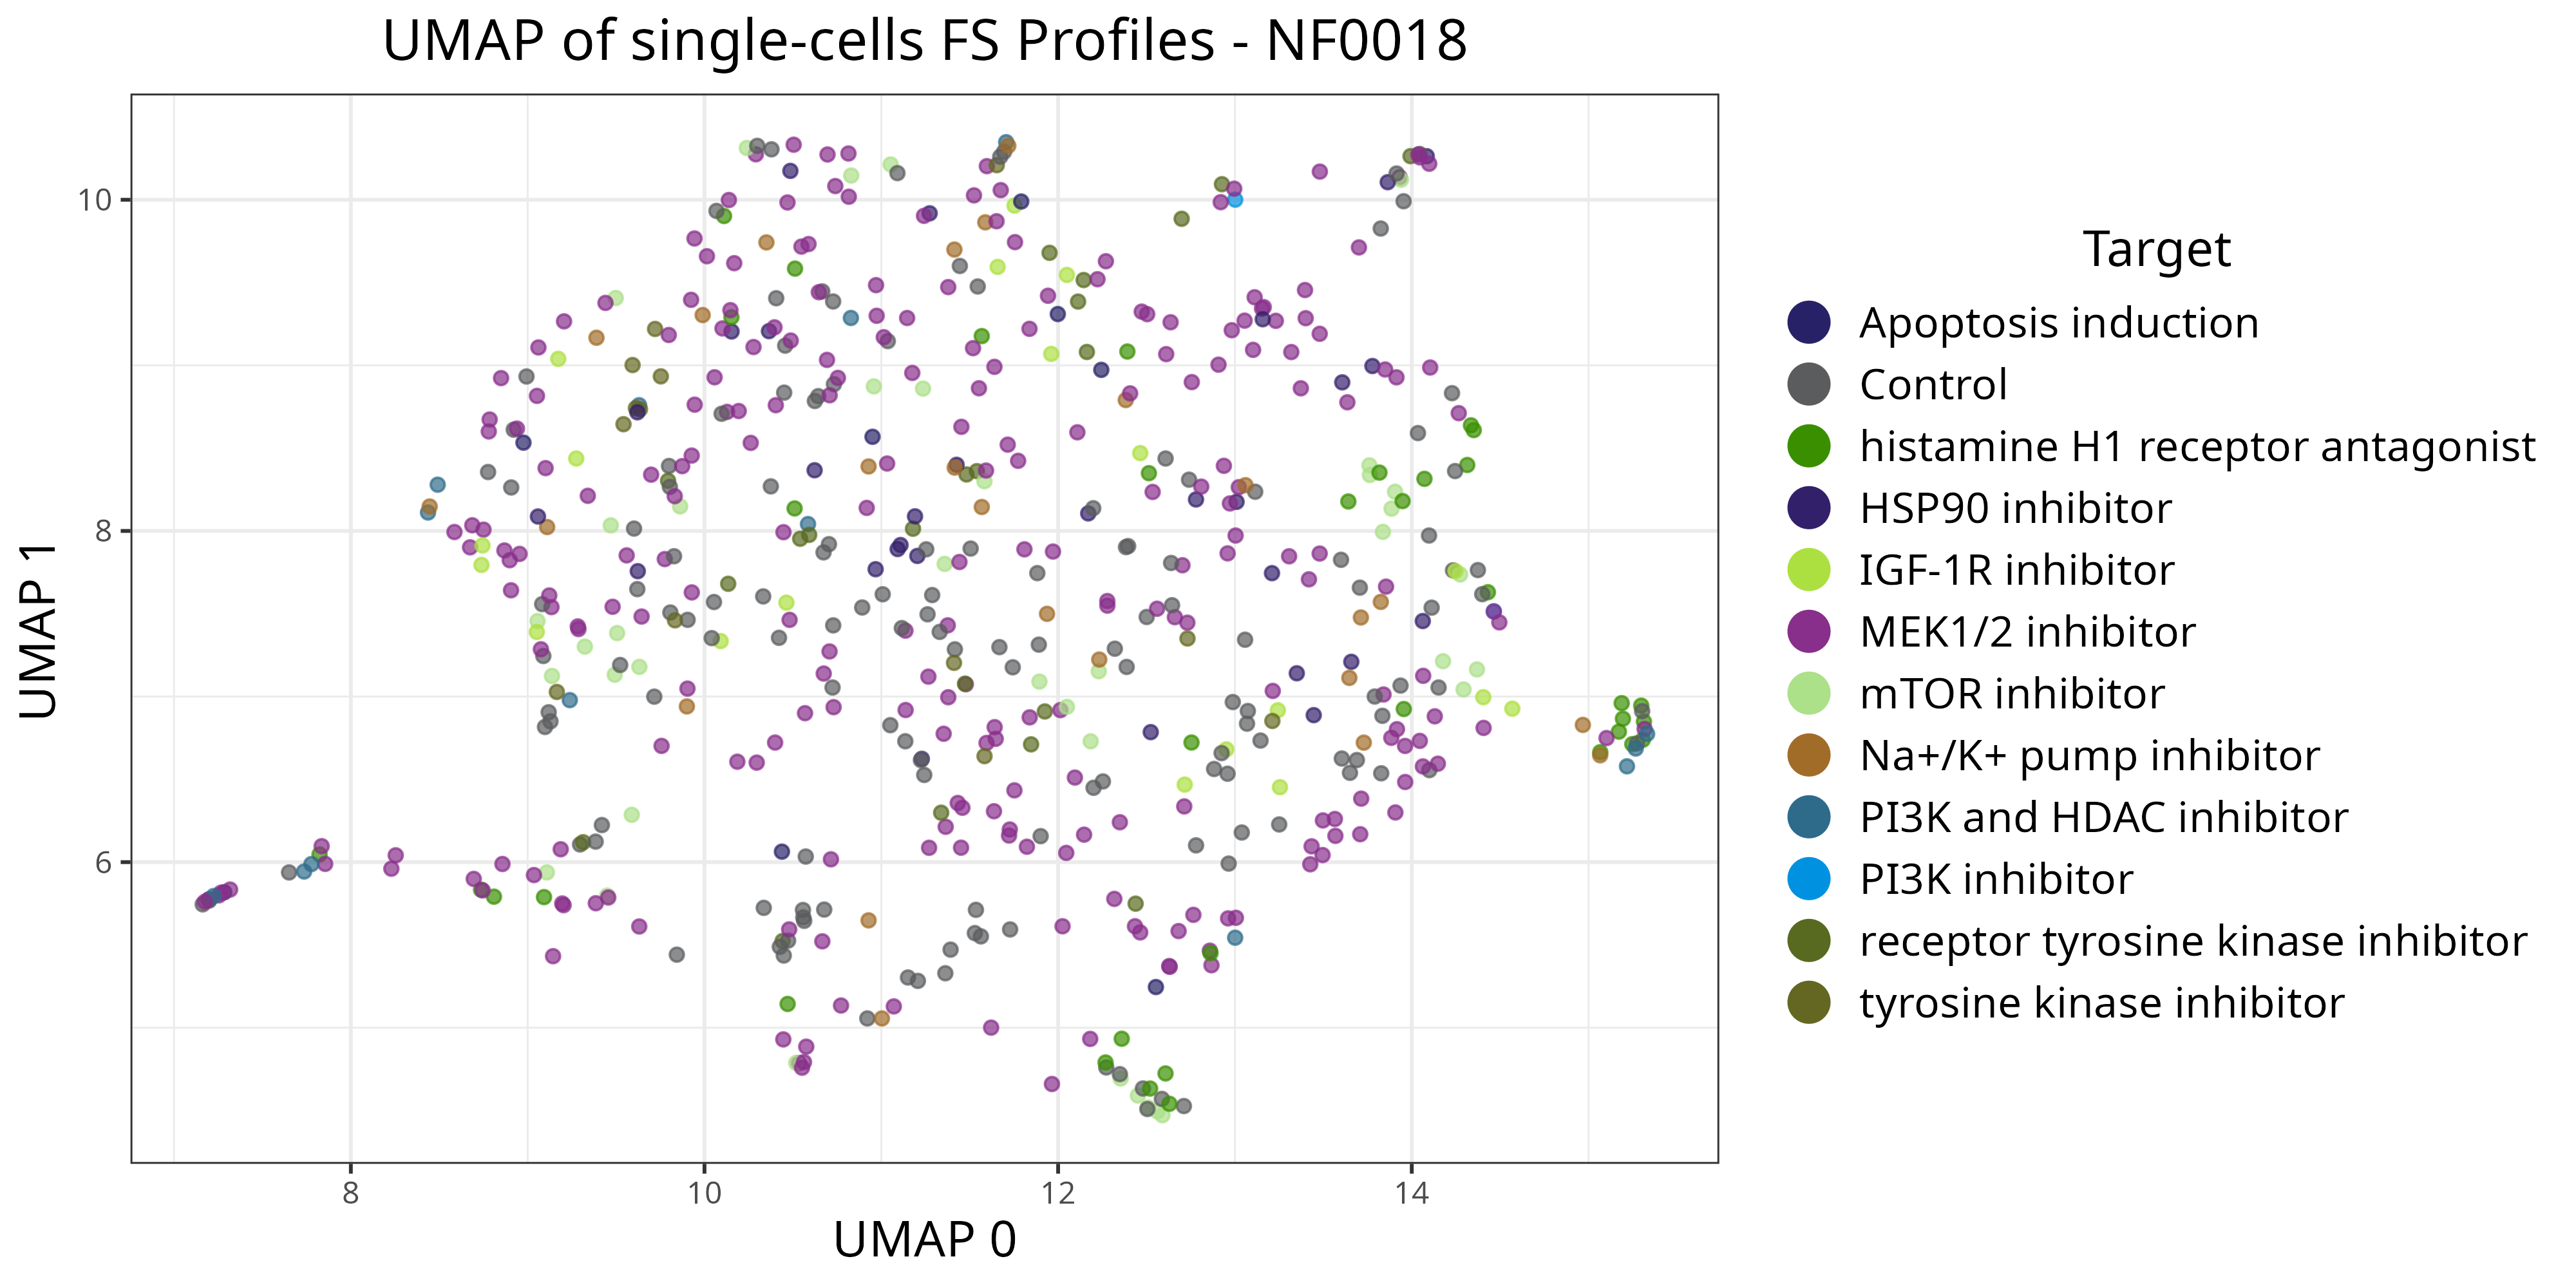 UMAP of single-cells FS Profiles - NF0018
10
8
6
UMAP 1
8
10
12
14
UMAP 0
Target
Apoptosis induction
Control
histamine H1 receptor antagonist
HSP90 inhibitor
IGF-1R inhibitor
MEK1/2 inhibitor
mTOR inhibitor
Na+/K+ pump inhibitor
PI3K and HDAC inhibitor
PI3K inhibitor
receptor tyrosine kinase inhibitor
tyrosine kinase inhibitor